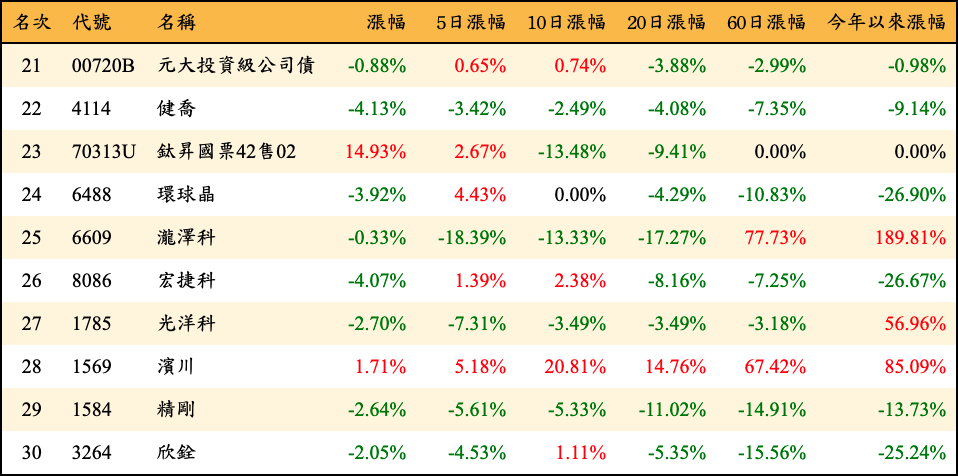 名次 代號 名稱 漲幅 5日漲幅 10日漲幅 20日漲幅 60日漲幅 今年以來漲幅
21 00720B 元大投資級公司債 -0.88% 0.65% 0.74% -3.88% -2.99% -0.98%
22 4114 健喬 -4.13% -3.42% -2.49% -4.08% -7.35% -9.14%
23 70313U 鈦昇國票42售02 14.93% 2.67% -13.48% -9.41% 0.00% 0.00%
24 6488 環球晶 -3.92% 4.43% 0.00% -4.29% -10.83% -26.90%
25 6609 瀧澤科 -0.33% -18.39% -13.33% -17.27% 77.73% 189.81%
26 8086 宏捷科 -4.07% 1.39% 2.38% -8.16% -7.25% -26.67%
27 1785 光洋科 -2.70% -7.31% -3.49% -3.49% -3.18% 56.96%
28 1569 濱川 1.71% 5.18% 20.81% 14.76% 67.42% 85.09%
29 1584 精剛 -2.64% -5.61% -5.33% -11.02% -14.91% -13.73%
30 3264 欣銓 -2.05% -4.53% 1.11% -5.35% -15.56% -25.24%